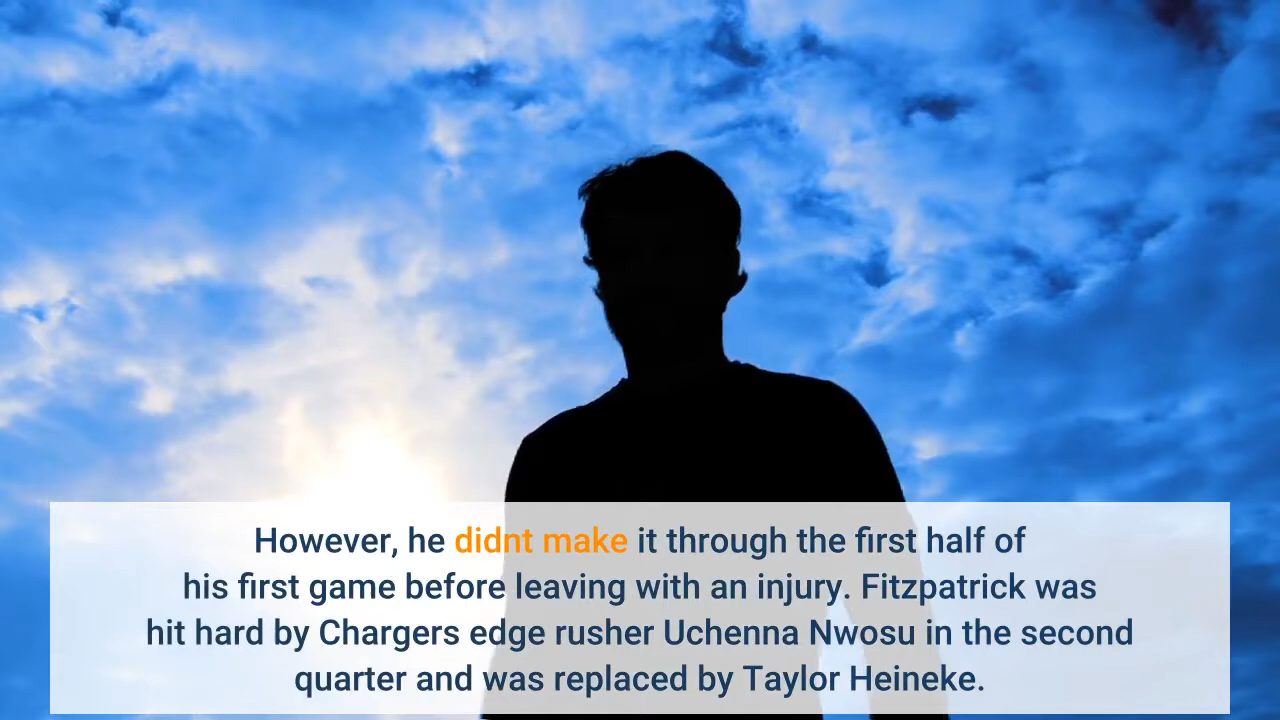 However, he didnt make it through the first half of
his first game before leaving with an injury. Fitzpatrick was
hit hard by Chargers edge rusher Uchenna Nwosu in the second
quarter and was replaced by Taylor Heineke.